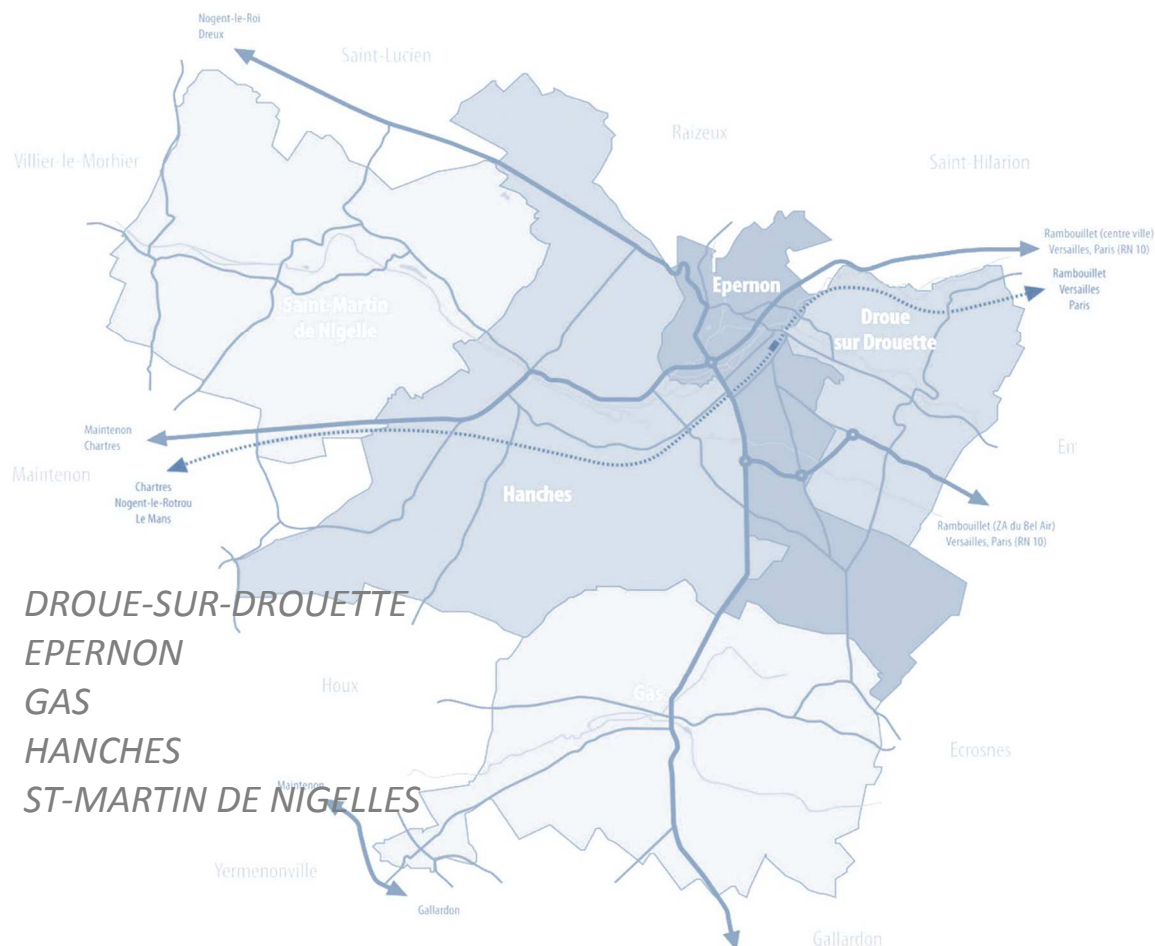 Nogent-le-Roi
Dreux
Saint-Lucien
Raizeux
Villier-le-Morhier
Saint-Hilarion
Rambouillet (centre ville)
Versailles, Paris (RN 10)
Epernon
Rambouillet
Versailles
Paris
Saint-Martin
de Nigelle
Droue
sur Drouette
Maintenon
Chartres
Em
Maintenon
Chartres
Nogent-le-Rotrou
Le Mans
Hanches
Rambouillet (ZA du Bel Air)
Versailles, Paris (RN 10)
DROUE-SUR-DROUETTE
EPERNON
GAS
HANCHES
ST-MARTIN DE NIGELLES
Houx
Gas
Ecrosnes
Maintenon
Yermenonville
Gallardon
Gallardon